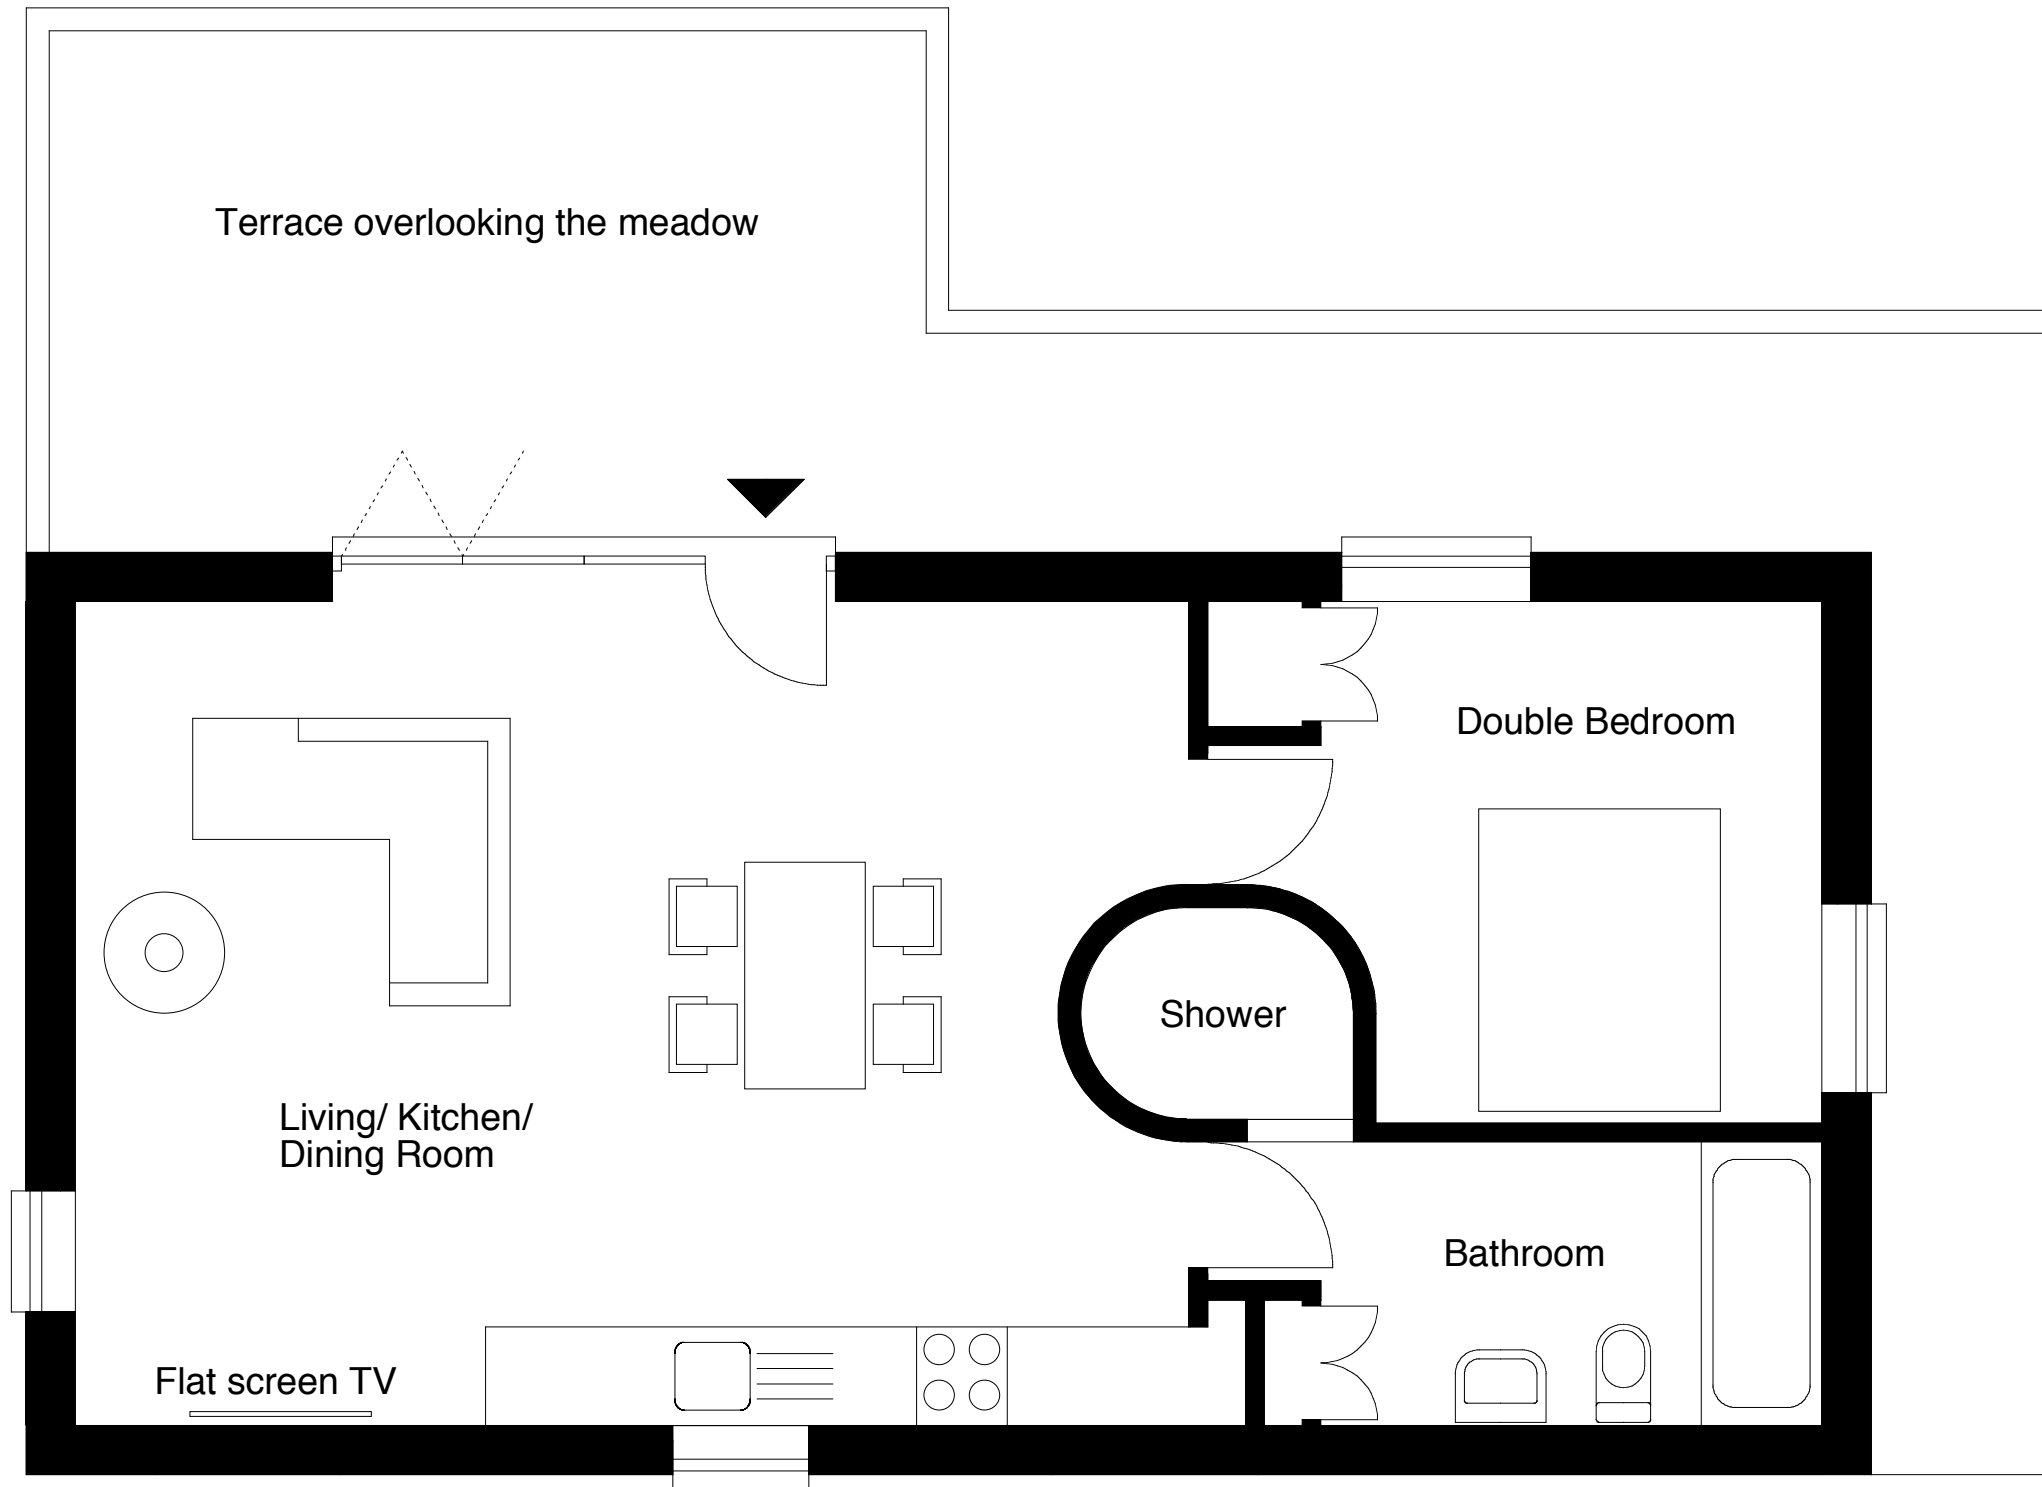 Terrace overlooking the meadow
Double Bedroom
Shower
Living/ Kitchen/
Dining Room
Bathroom
Flat screen TV